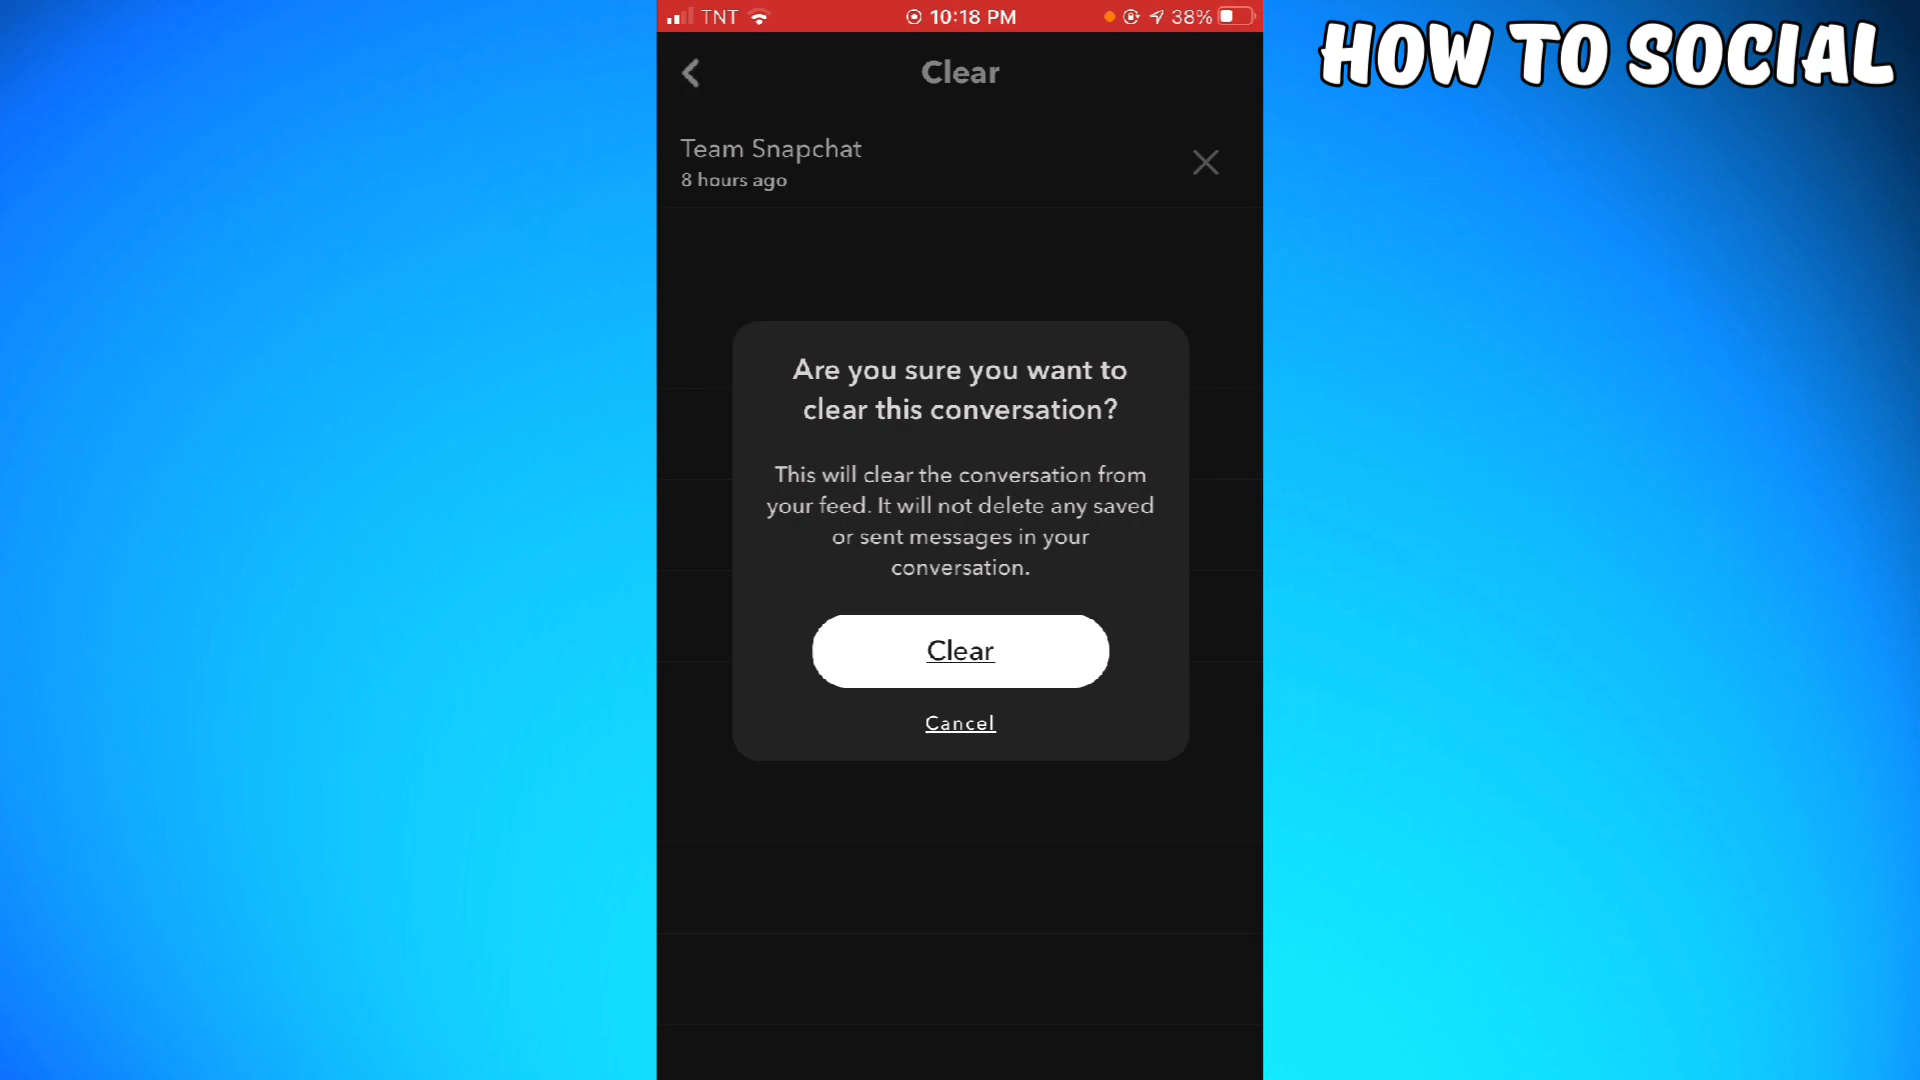 TNT 10:18 PM 38%
HOW TO SOCIAL
Clear
Team Snapchat
8 hours ago
Are you sure you want to
clear this conversation?
This will clear the conversation from
your feed. It will not delete any saved
or sent messages in your
conversation.
Clear
Cancel